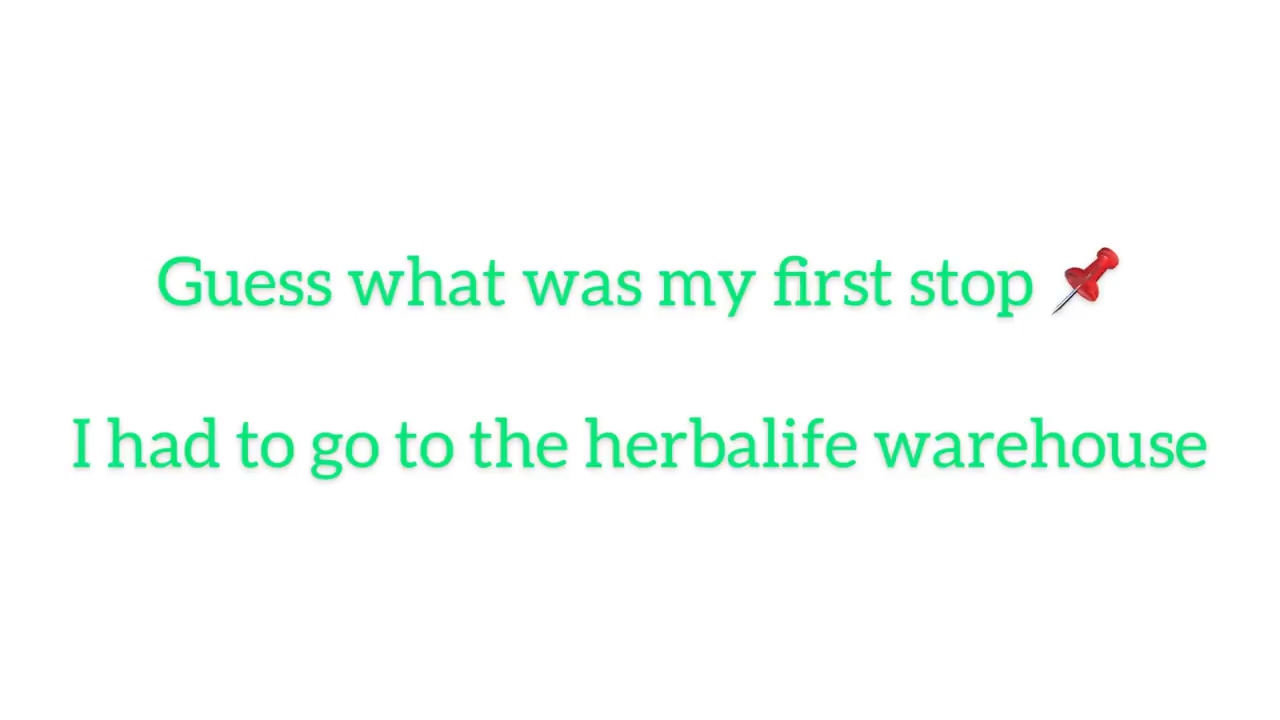 Guess what was my first stop 📌
I had to go to the herbalife warehouse